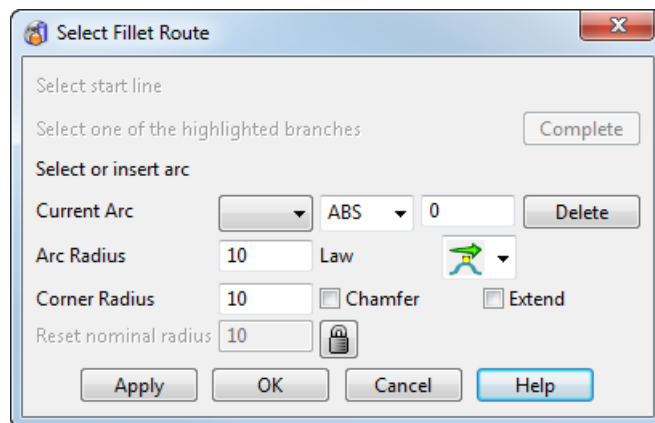 Select Fillet Route
Select start line
Select one of the highlighted branches Complete
Select or insert arc
Current Arc ABS 0 Delete
Arc Radius 10 Law
Corner Radius 10 Chamfer Extend
Reset nominal radius 10
Apply OK Cancel Help